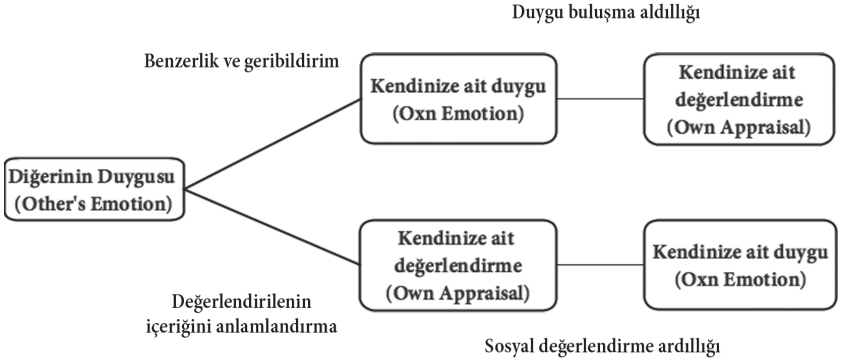 Duygu buluşma aldıllığı
Benzerlik ve geribildirim
Kendinize ait duygu
(Oxn Emotion)
Kendinize ait
değerlendirme
(Own Appraisal)
Diğerinin Duygusu
(Other's Emotion)
Kendinize ait
değerlendirme
(Own Appraisal)
Kendinize ait duygu
(Oxn Emotion)
Değerlendirilenin
içeriğini anlamlandırma
Sosyal değerlendirme ardıllığı